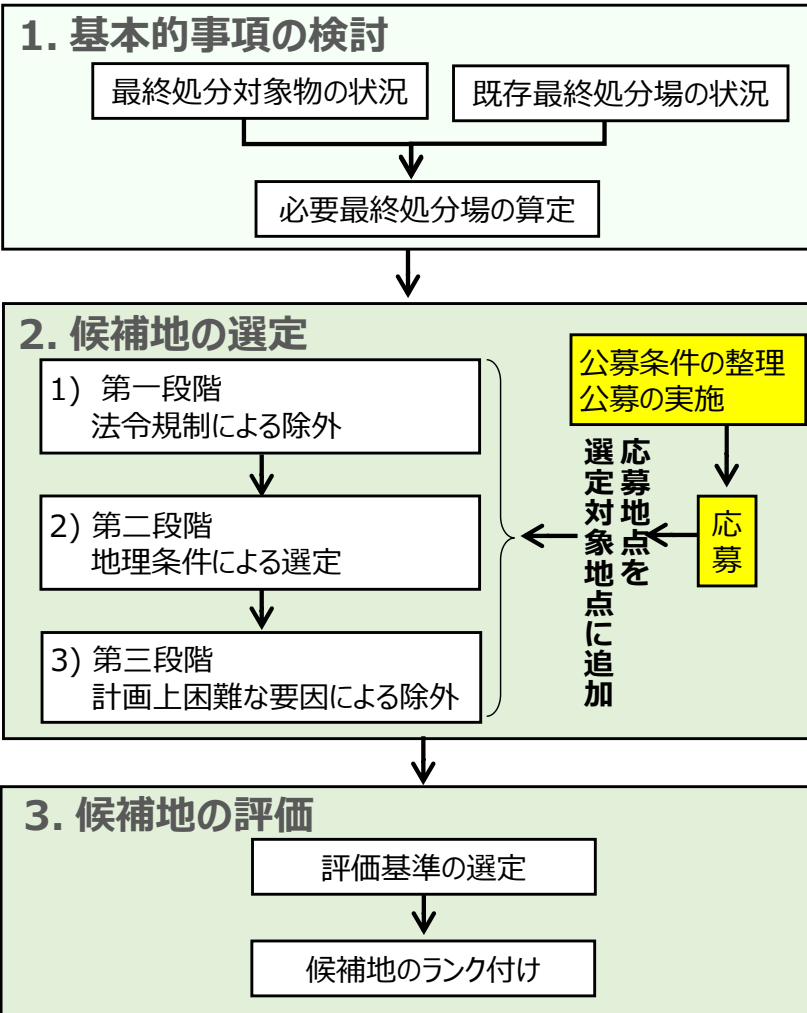 1. 基本的事項の検討
最終処分対象物の状況
既存最終処分場の状況
必要最終処分場の算定
2. 候補地の選定
1) 第一段階
法令規制による除外
2) 第二段階
地理条件による選定
3) 第三段階
計画上困難な要因による除外
公募条件の整理
公募の実施
応募
応募地点を
選定対象地点に追加
3. 候補地の評価
評価基準の選定
候補地のランク付け